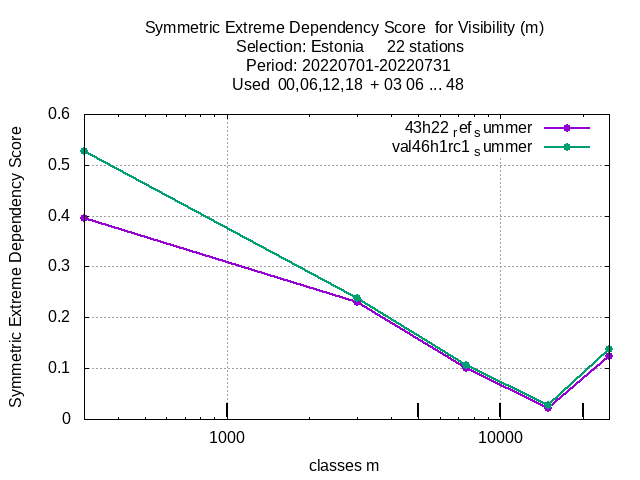 Symmetric Extreme Dependency Score for Visibility (m)
Selection: Estonia 22 stations
Period: 20220701-20220731
Used 00,06,12,18 + 03 06 ... 48
43h22 ref summer
val46h1rc1 summer
Symmetric Extreme Dependency Score
0.6
0.5
0.4
0.3
0.2
0.1
0
1000 10000
classes m